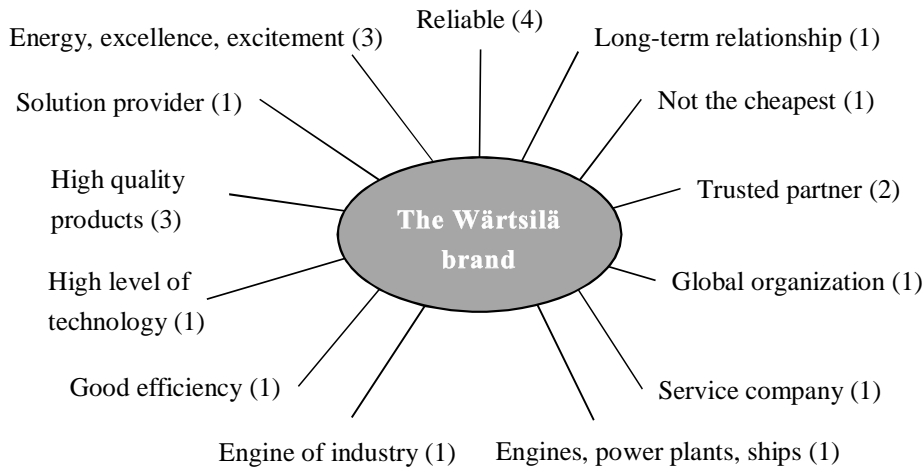 Reliable (4)
Energy, excellence, excitement (3)
Long-term relationship (1)
Solution provider (1)
Not the cheapest (1)
High quality
products (3)
Trusted partner (2)
The Wärtsilä
brand
High level of
technology (1)
Global organization (1)
Good efficiency (1)
Service company (1)
Engine of industry (1)
Engines, power plants, ships (1)